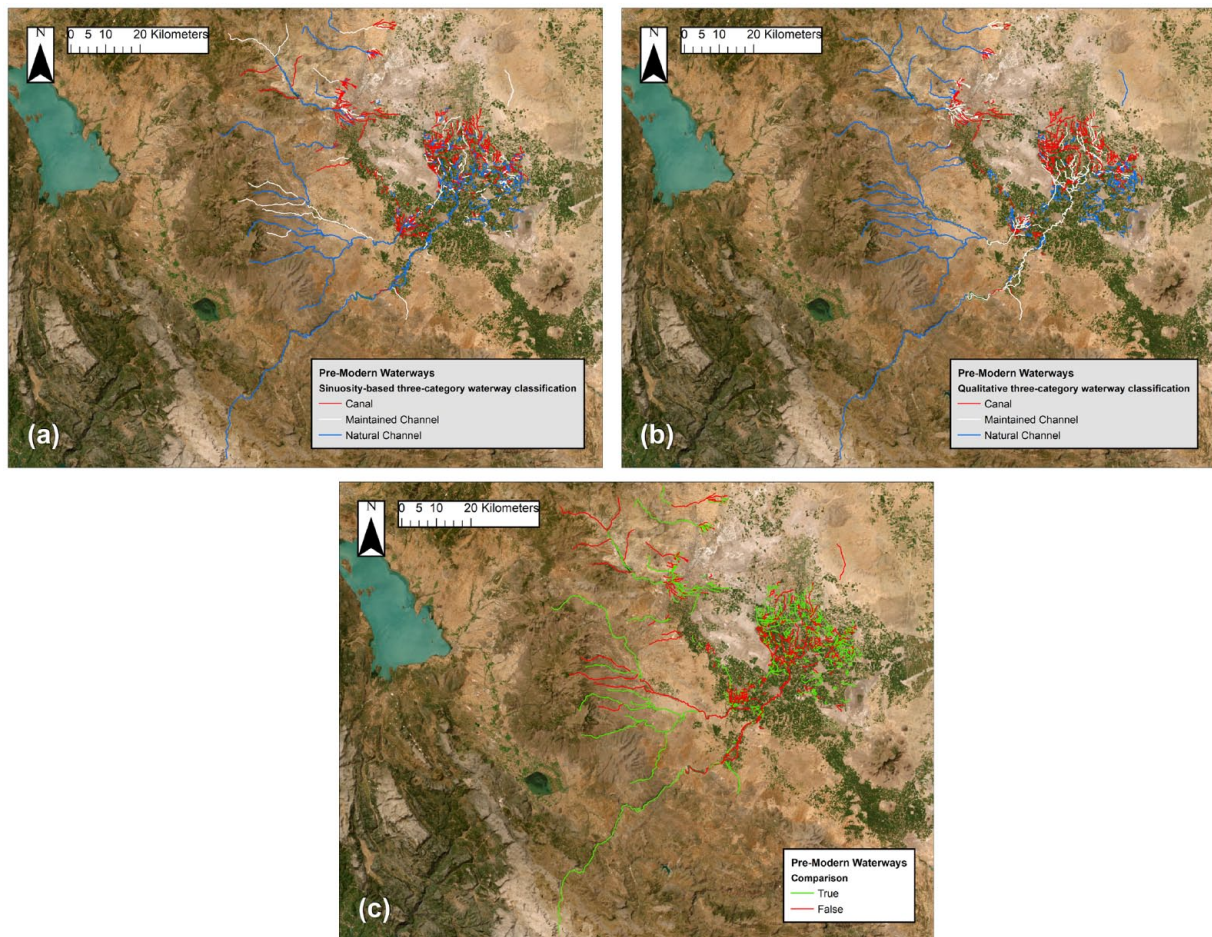 N
0 5 10 20 Kilometers
Pre-Modern Waterways
Sinuosity-based three-category waterway classification
Canal
Maintained Channel
Natural Channel
(a)
N
0 5 10 20 Kilometers
Pre-Modern Waterways
Qualitative three-category waterway classification
Canal
Maintained Channel
Natural Channel
(b)
N
0 5 10 20 Kilometers
Pre-Modern Waterways
Comparison
True
False
(c)